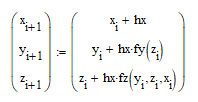 x_{i+1}   x_i + hx
y_{i+1} := y_i + hx·fy(z_i)
z_{i+1}   z_i + hx·fz(y_i, z_i, x_i)